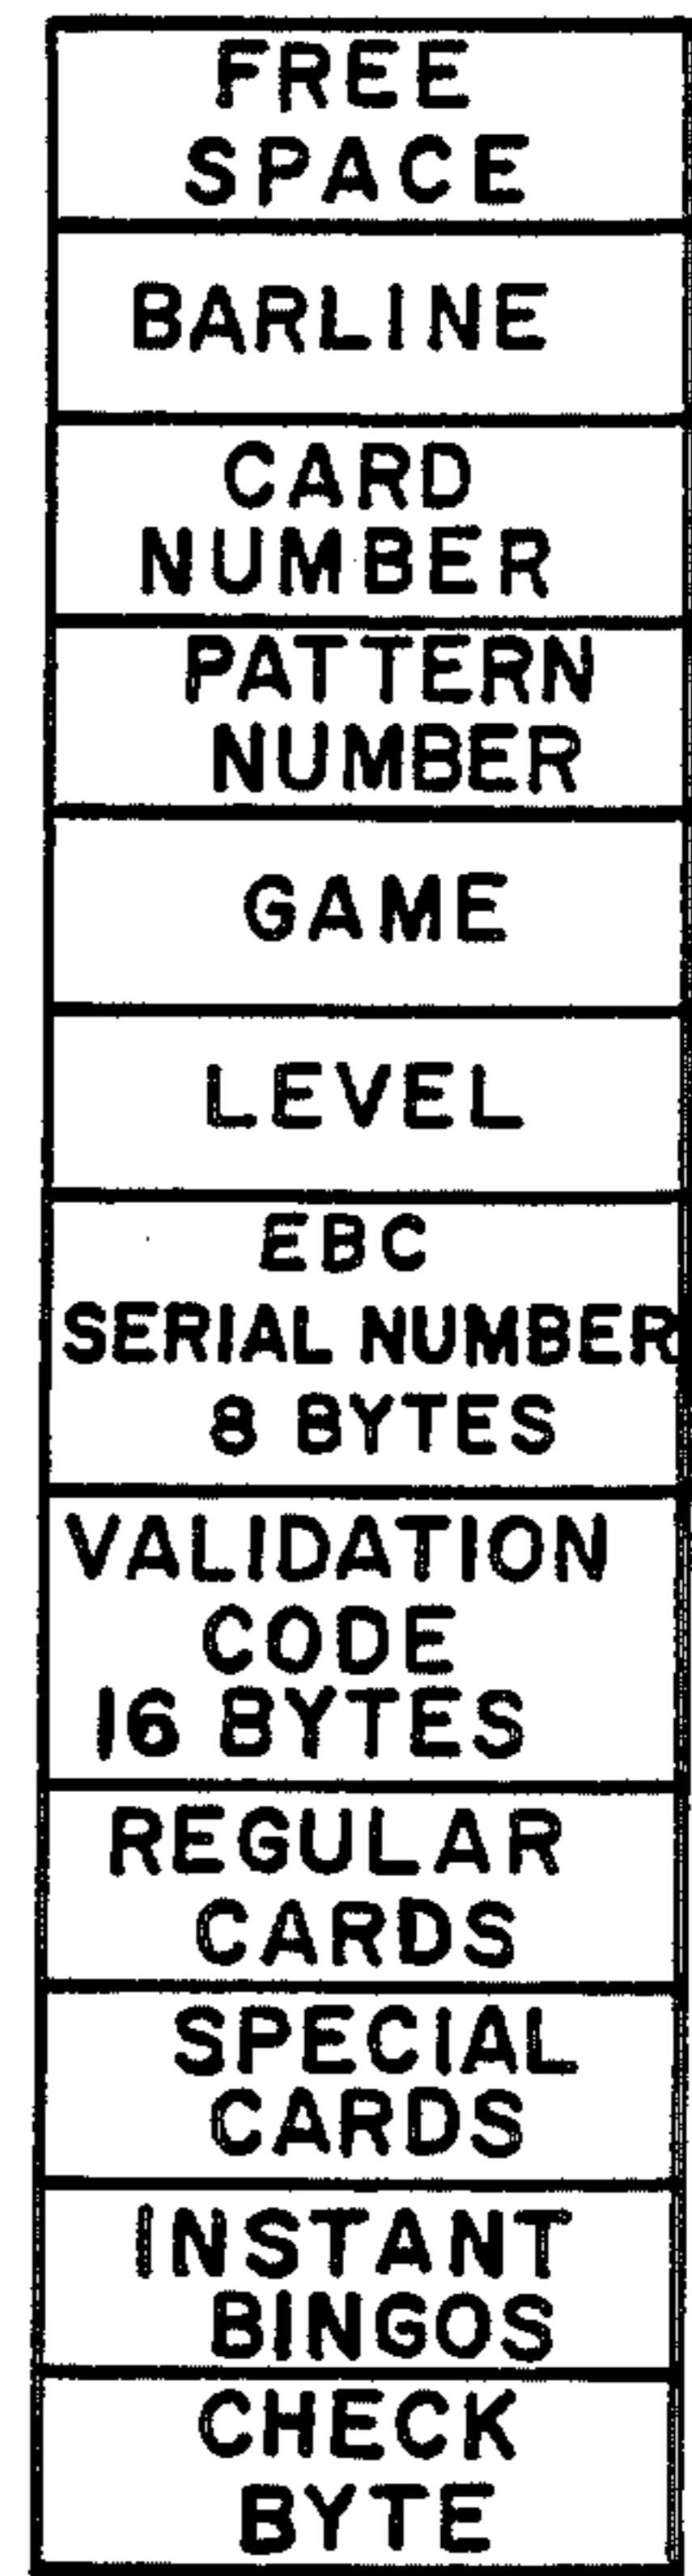 FREE
SPACE
BARLINE
CARD
NUMBER
PATTERN
NUMBER
GAME
LEVEL
EBC
SERIAL NUMBER
8 BYTES
VALIDATION
CODE
16 BYTES
REGULAR
CARDS
SPECIAL
CARDS
INSTANT
BINGOS
CHECK
BYTE